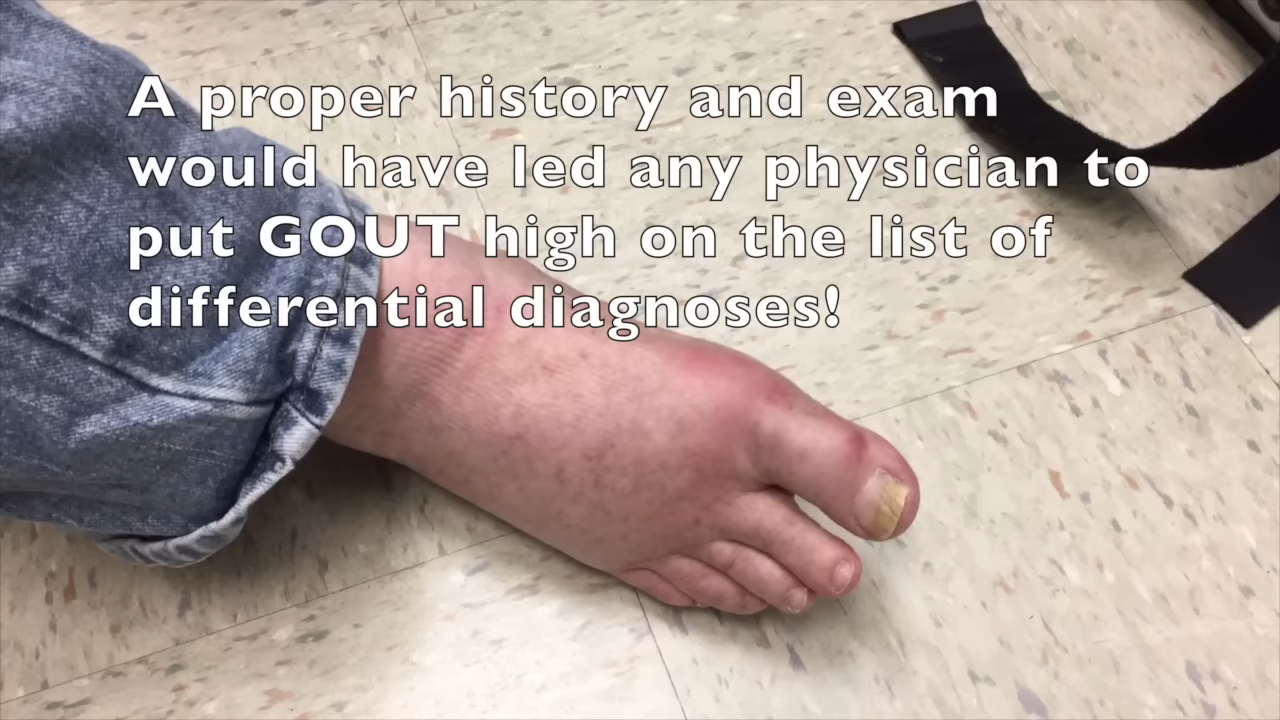 A proper history and exam
would have led any physician to
put GOUT high on the list of
differential diagnoses!